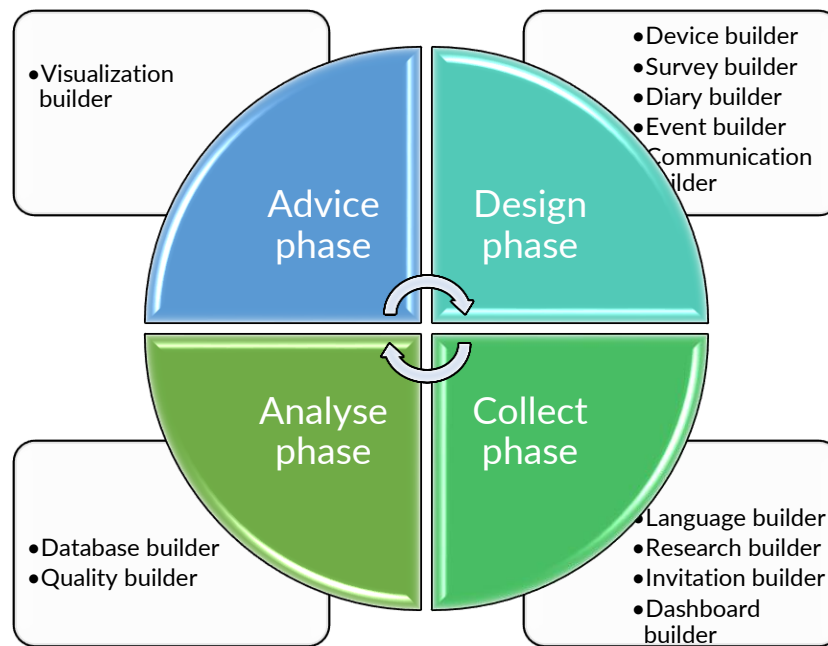 •Visualization
builder
•Device builder
•Survey builder
•Diary builder
•Event builder
Communication
builder
Advice
phase
Design
phase
Analyse
phase
Collect
phase
•Database builder
•Quality builder
•Language builder
•Research builder
•Invitation builder
•Dashboard
builder